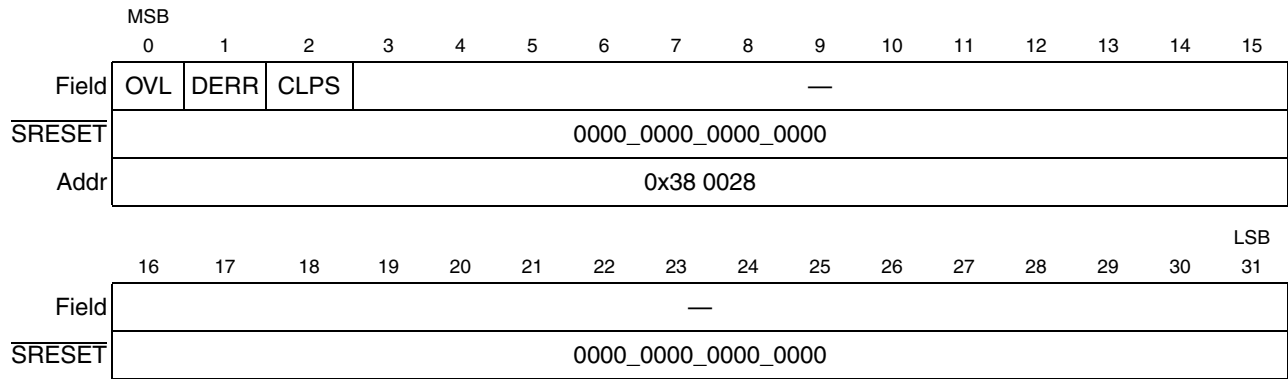 MSB
0 1 2 3 4 5 6 7 8 9 10 11 12 13 14 15
Field OVL DERR CLPS —
SRESET 0000_0000_0000_0000
Addr 0x38 0028
LSB
16 17 18 19 20 21 22 23 24 25 26 27 28 29 30 31
Field —
SRESET 0000_0000_0000_0000